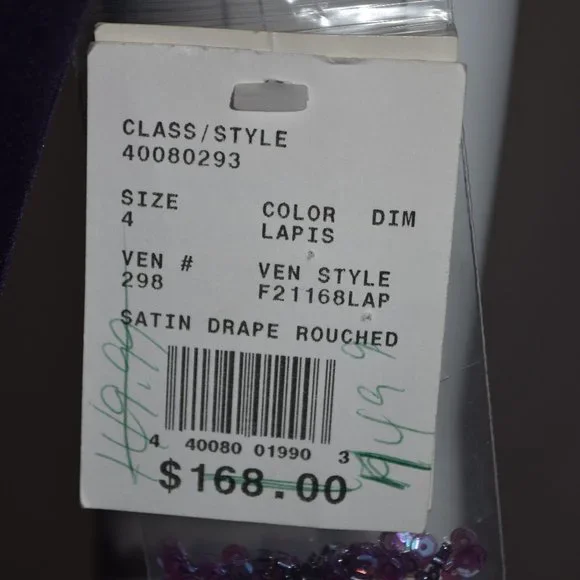 CLASS/STYLE
40080293
SIZE COLOR DIM
4 LAPIS
VEN # VEN STYLE
298 F21168LAP
SATIN DRAPE ROUCHED
4 40080 01990 3
$168.00